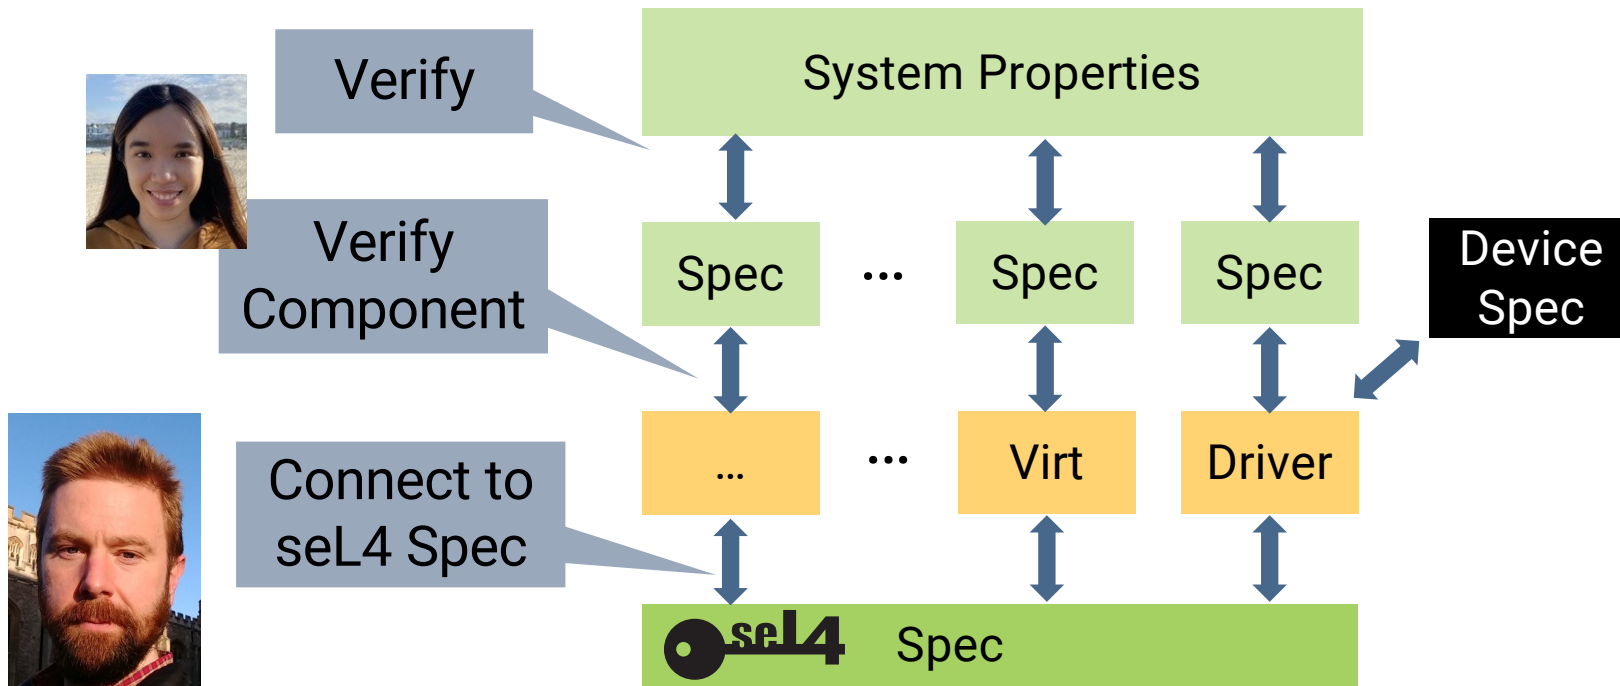 System Properties
Verify
Verify
Component
Spec
...
Spec
Spec
Device
Spec
Connect to
seL4 Spec
...
...
Virt
Driver
seL4 Spec